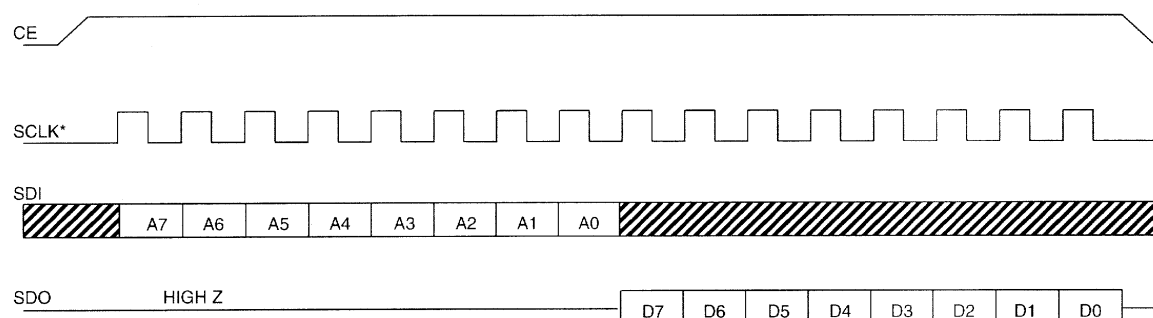 CE
SCLK*
SDI
A7 A6 A5 A4 A3 A2 A1 A0
SDO HIGH Z
D7 D6 D5 D4 D3 D2 D1 D0